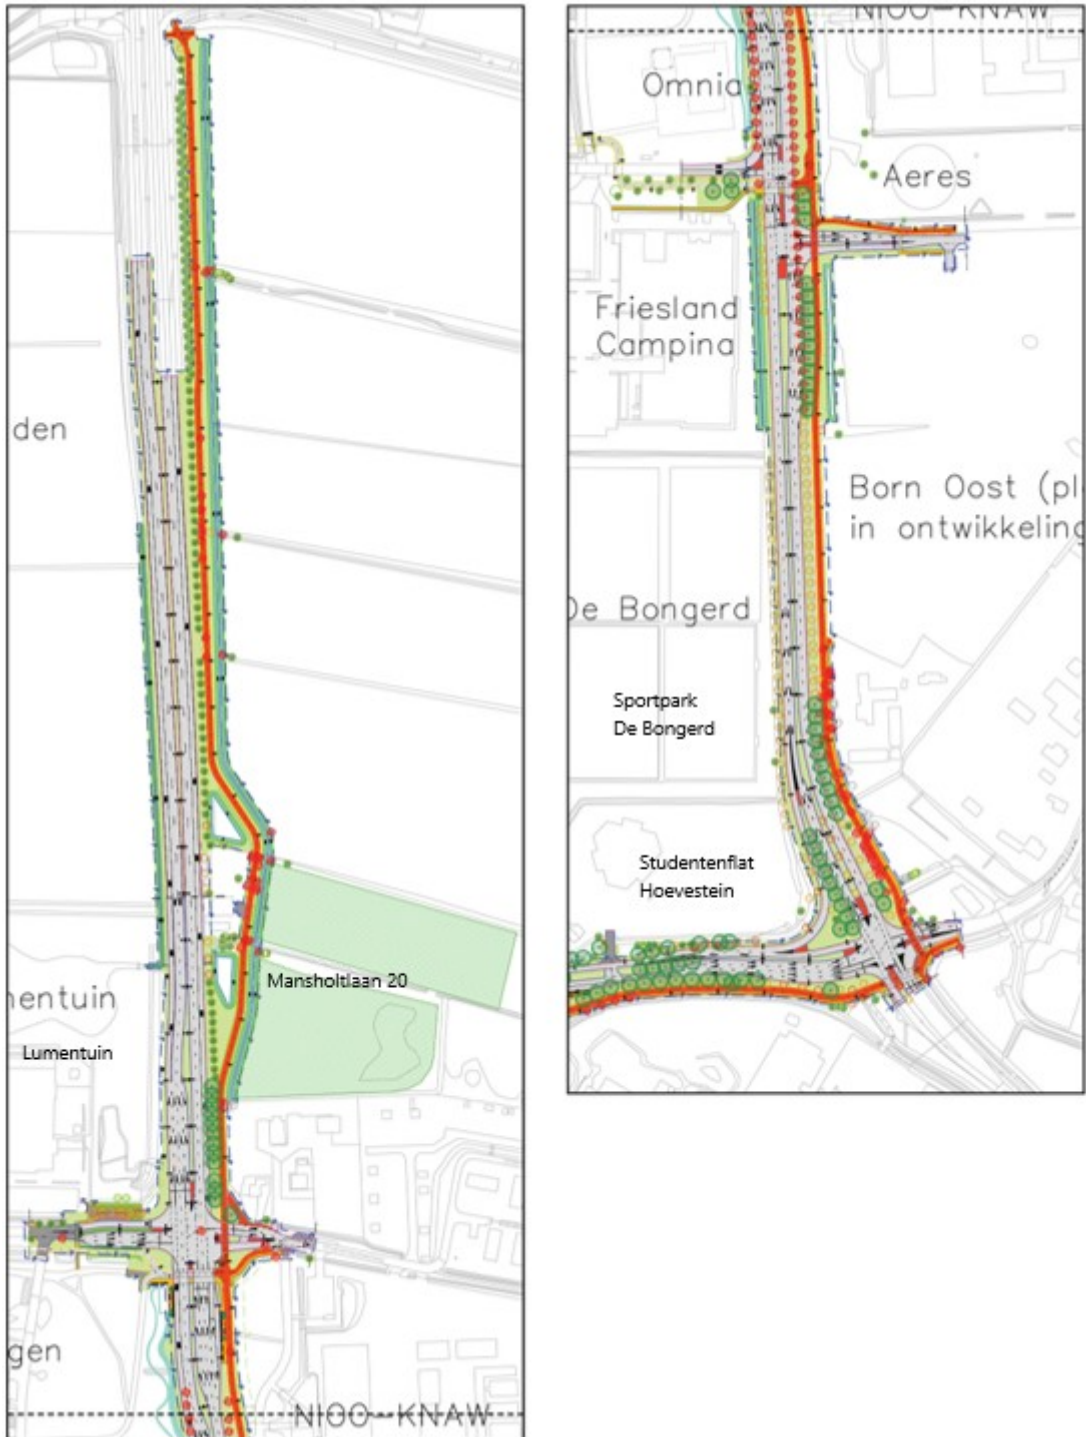 den
Mansholtlaan 20
mentuin
Lumentuin
gen
NIOO-KNAW
NIOO-KNAW
Omnia
Aeres
Friesland
Campina
Born Oost (pl
in ontwikkeling
De Bongerd
Sportpark
De Bongerd
Studentenflat
Hoevestein